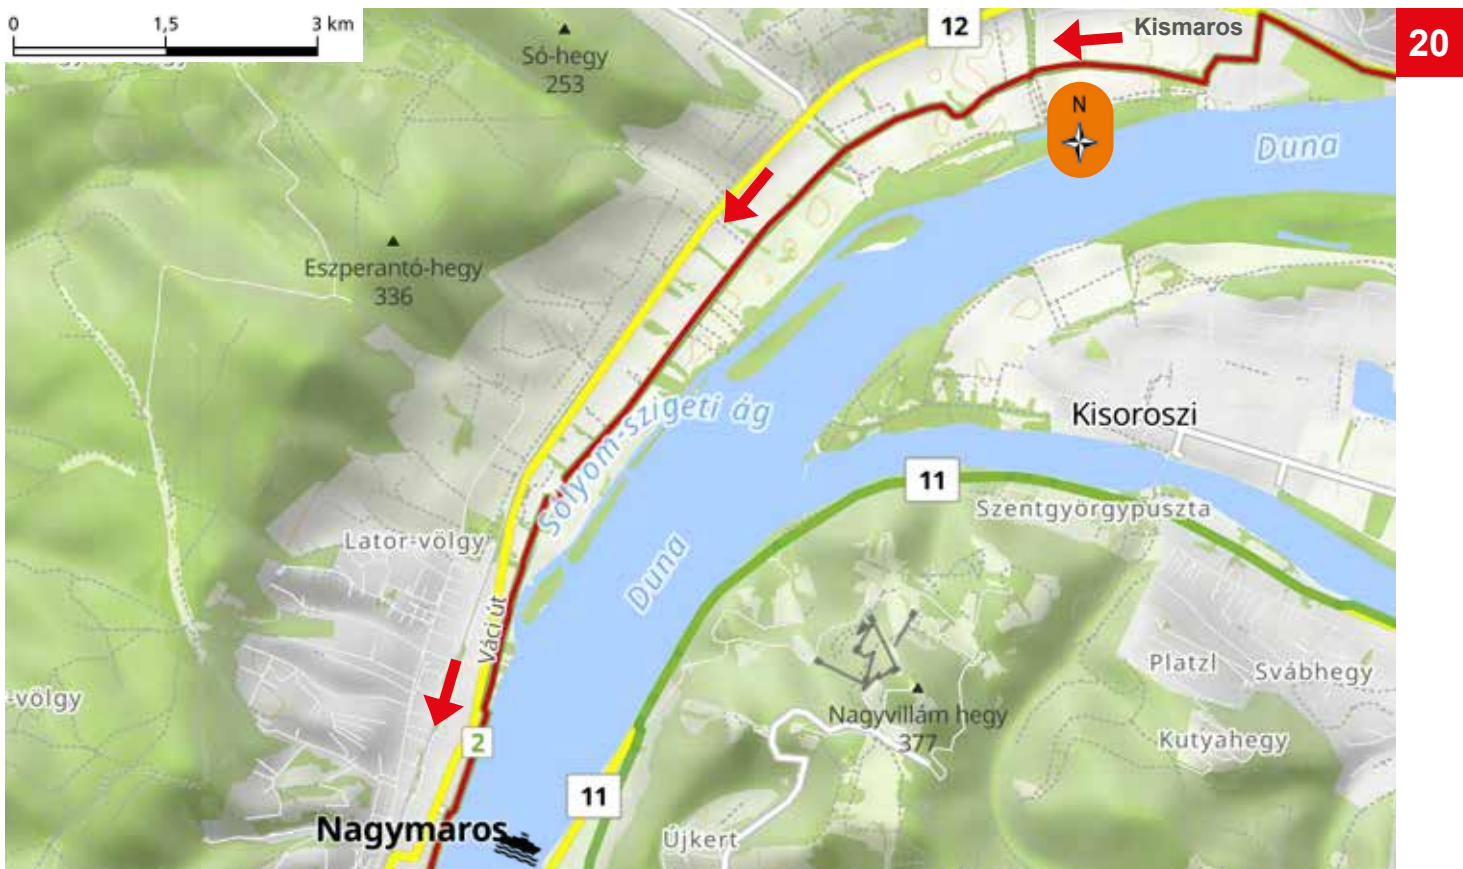 0 1,5 3 km
12
Kismaros
20
Só-hegy
253
N
Duna
Eszperantó-hegy
336
Kisoroszi
Sólyom-szigeti ág
11
Szentgyörgypuszta
Lator-völgy
Duna
Váci út
Platzl
Svábhegy
-völgy
Nagyvillám hegy
377
Kutyahegy
2
11
Nagymaros
Újkert